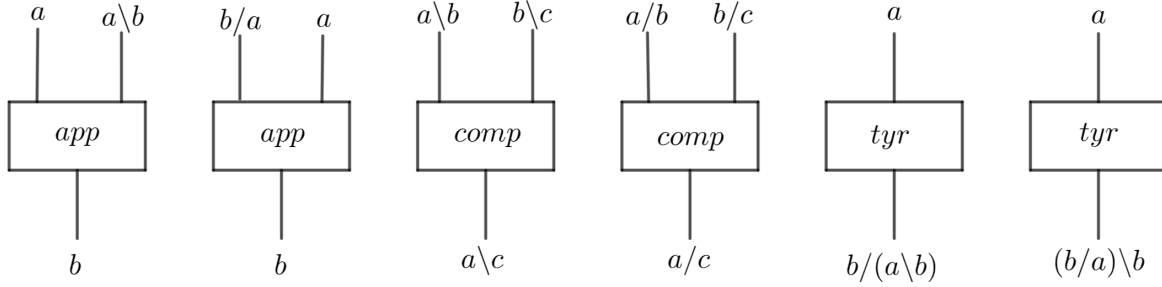 a a\b b/a a a\b b\c a/b b/c a a
app app comp comp tyr tyr
b b a\c a/c b/(a\b) (b/a)\b